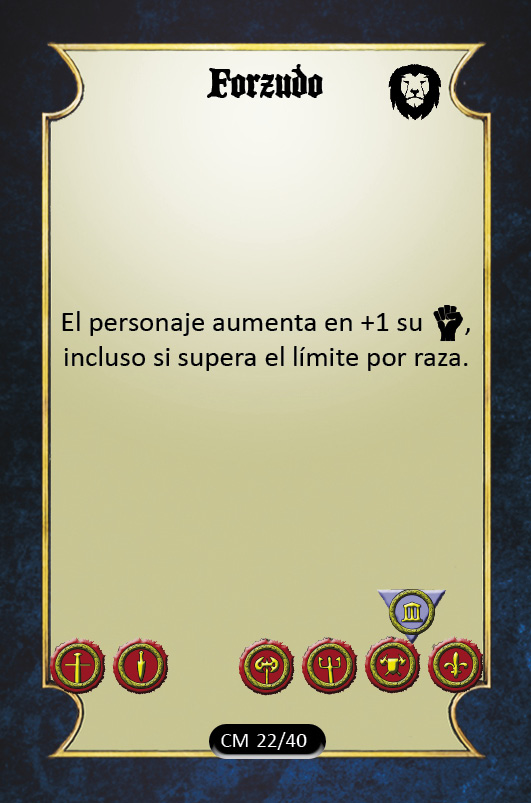 Forzudo
El personaje aumenta en +1 su ,
incluso si supera el límite por raza.
CM 22/40